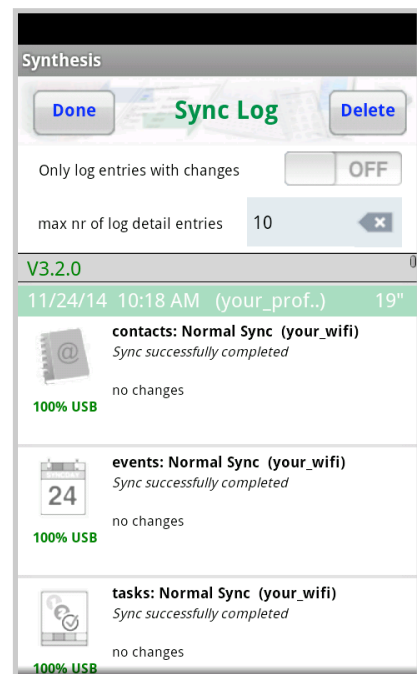 Synthesis
Done
Sync Log
Delete
Only log entries with changes
OFF
max nr of log detail entries
10
V3.2.0
0
11/24/14 10:18 AM (your_prof..) 19"
contacts: Normal Sync (your_wifi)
Sync successfully completed
no changes
@
100% USB
events: Normal Sync (your_wifi)
Sync successfully completed
no changes
24
100% USB
tasks: Normal Sync (your_wifi)
Sync successfully completed
no changes
100% USB